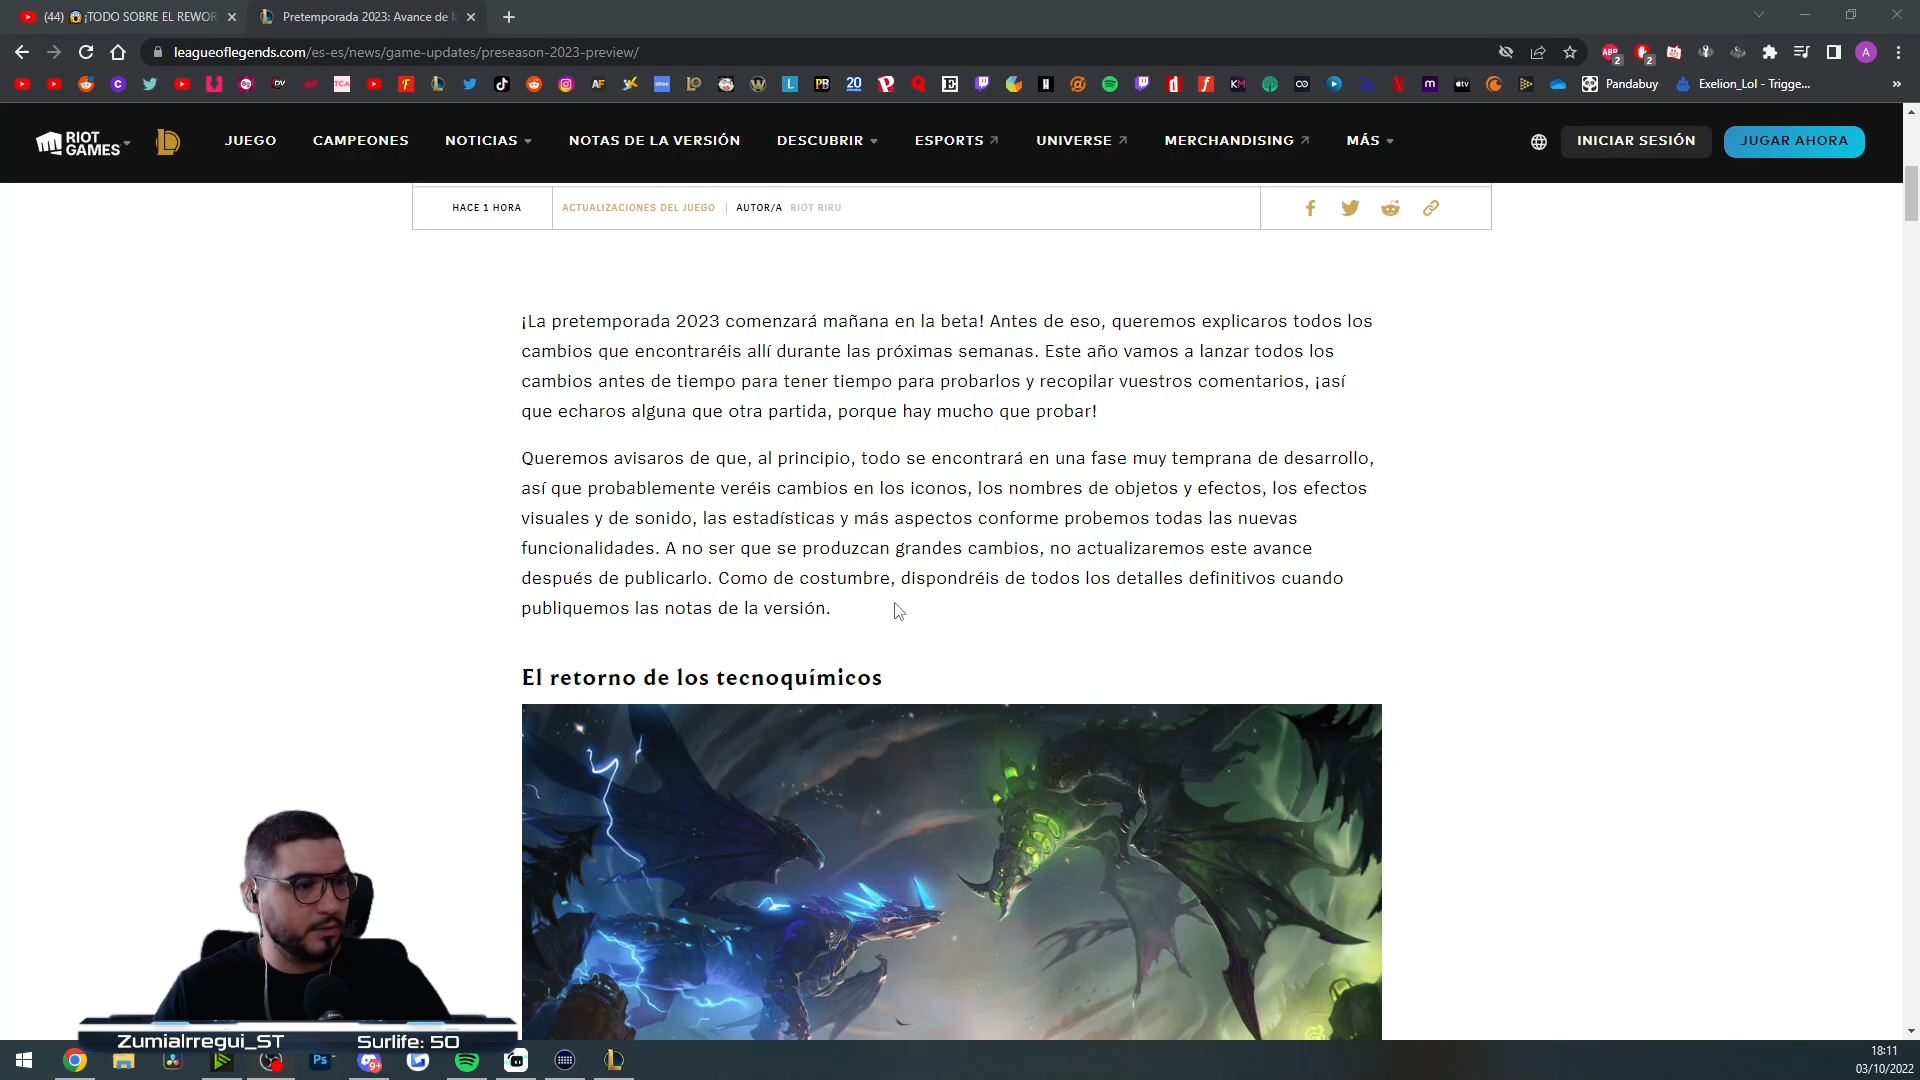 (44) 😱¡TODO SOBRE EL REWOR
Pretemporada 2023: Avance de la
leagueoflegends.com/es-es/news/game-updates/preseason-2023-preview/
Pandabuy
Exelion_Lol - Trigge...
RIOT GAMES
JUEGO
CAMPEONES
NOTICIAS
NOTAS DE LA VERSIÓN
DESCUBRIR
ESPORTS
UNIVERSE
MERCHANDISING
MÁS
INICIAR SESIÓN
JUGAR AHORA
HACE 1 HORA
ACTUALIZACIONES DEL JUEGO
AUTOR/A RIOT RIRU
¡La pretemporada 2023 comenzará mañana en la beta! Antes de eso, queremos explicaros todos los
cambios que encontraréis allí durante las próximas semanas. Este año vamos a lanzar todos los
cambios antes de tiempo para tener tiempo para probarlos y recopilar vuestros comentarios, ¡así
que echaros alguna que otra partida, porque hay mucho que probar!
Queremos avisaros de que, al principio, todo se encontrará en una fase muy temprana de desarrollo,
así que probablemente veréis cambios en los iconos, los nombres de objetos y efectos, los efectos
visuales y de sonido, las estadísticas y más aspectos conforme probemos todas las nuevas
funcionalidades. A no ser que se produzcan grandes cambios, no actualizaremos este avance
después de publicarlo. Como de costumbre, dispondréis de todos los detalles definitivos cuando
publiquemos las notas de la versión.
El retorno de los tecnoquímicos
ZumiaIrregui_ST
Surlife: 50
18:11
03/10/2022